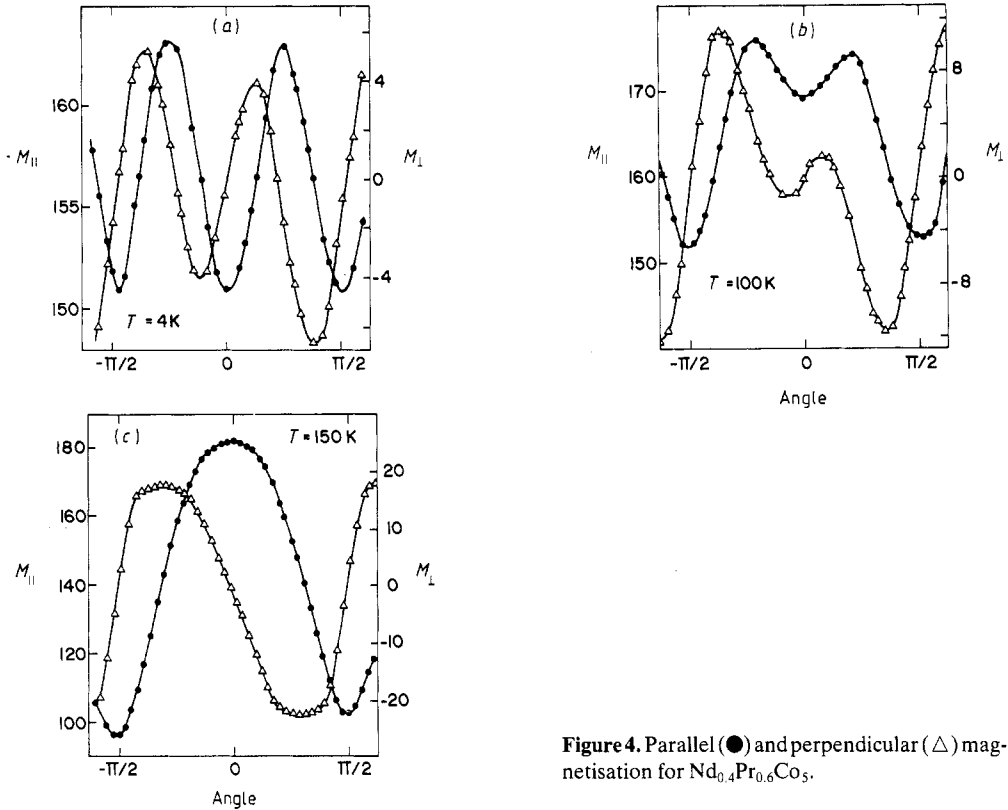 (a)
160
155
150
M||
4
0
-4
M⊥
T = 4K
-π/2 0 π/2
(b)
170
160
150
M||
8
0
-8
M⊥
T = 100K
-π/2 0 π/2
Angle
(c)
T = 150 K
180
160
140
120
100
M||
20
10
0
-10
-20
M⊥
-π/2 0 π/2
Angle
Figure 4. Parallel (●) and perpendicular (△) mag-
netisation for Nd₀.₄Pr₀.₆Co₅.